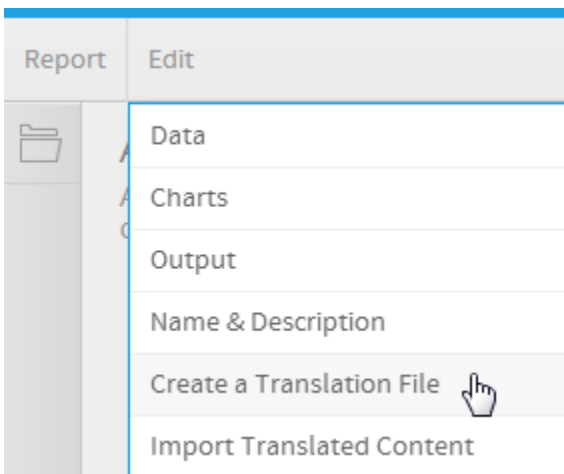 Report Edit
Data
Charts
Output
Name & Description
Create a Translation File
Import Translated Content